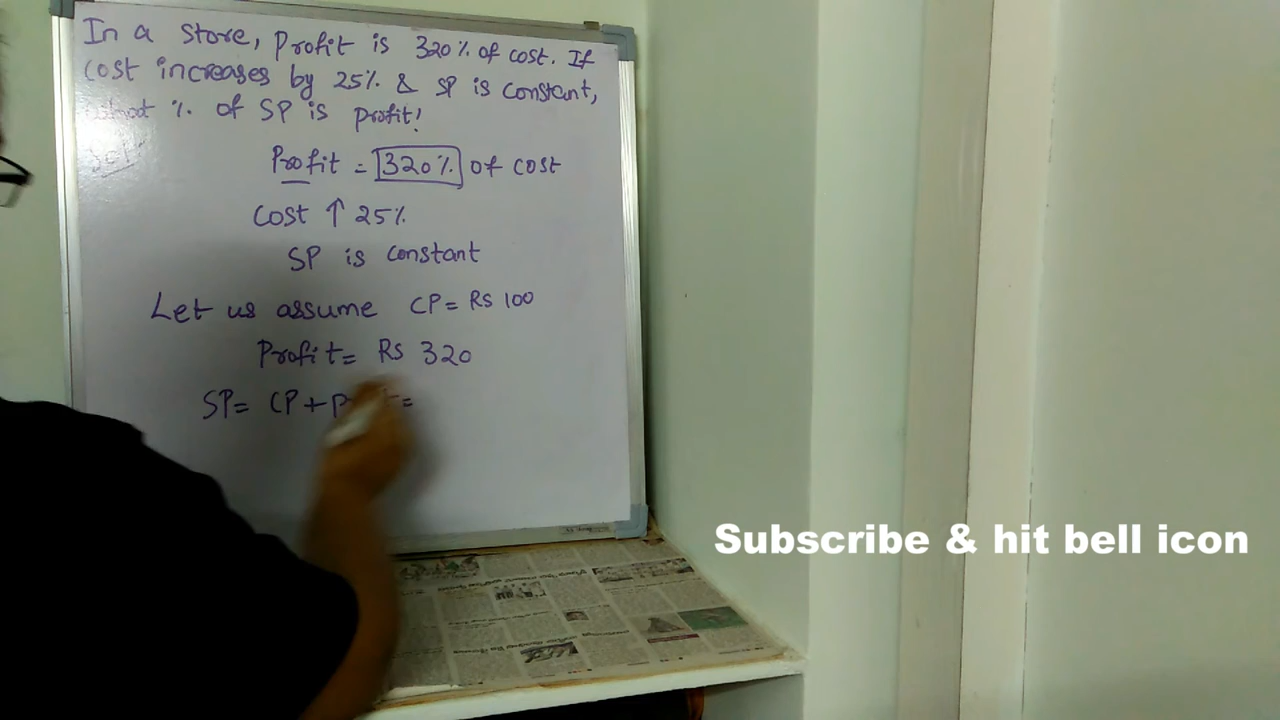 In a store, Profit is 320% of cost. If
cost increases by 25% & SP is constant,
% of SP is profit?
Profit = 320% of cost
Cost ↑ 25%
SP is constant
Let us assume CP = Rs 100
Profit = Rs 320
SP = CP +
Subscribe & hit bell icon